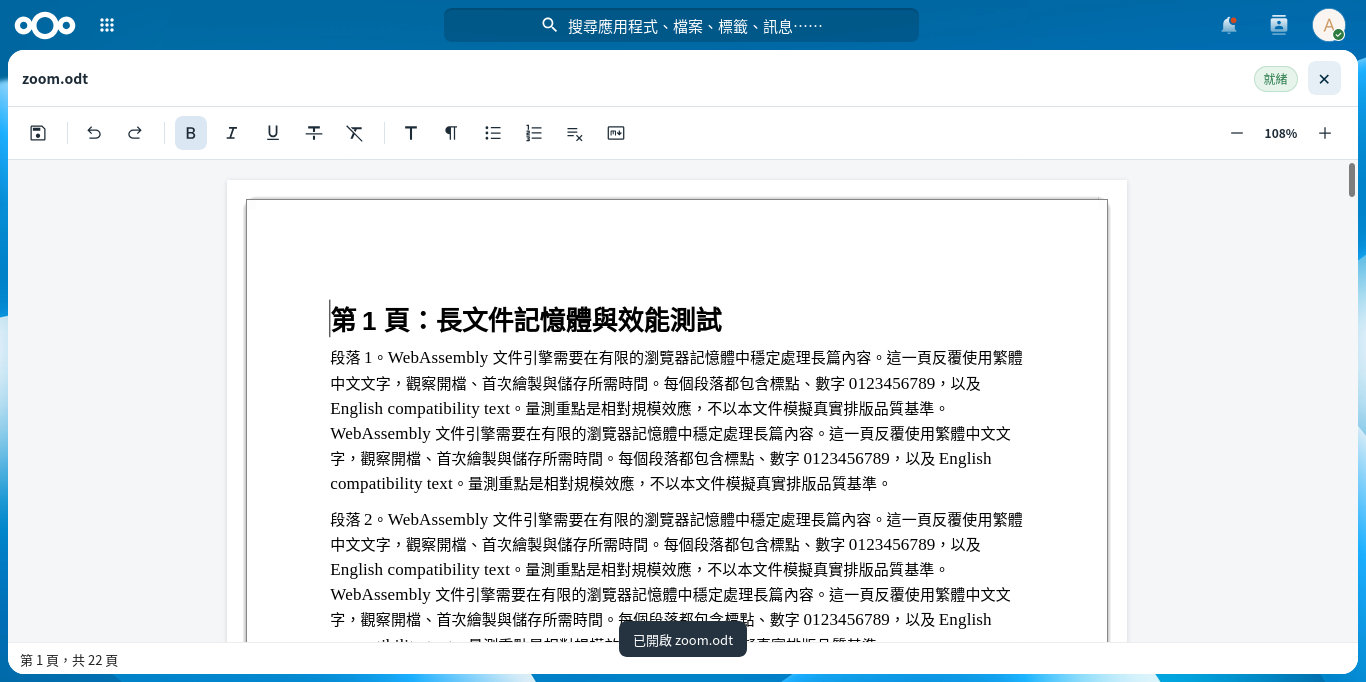 搜尋應用程式、檔案、標籤、訊息……
A
zoom.odt
就緒
108%
第 1 頁：長文件記憶體與效能測試
段落 1。WebAssembly 文件引擎需要在有限的瀏覽器記憶體中穩定處理長篇內容。這一頁反覆使用繁體
中文文字，觀察開檔、首次繪製與儲存所需時間。每個段落都包含標點、數字 0123456789，以及
English compatibility text。量測重點是相對規模效應，不以本文件模擬真實排版品質基準。
WebAssembly 文件引擎需要在有限的瀏覽器記憶體中穩定處理長篇內容。這一頁反覆使用繁體中文文
字，觀察開檔、首次繪製與儲存所需時間。每個段落都包含標點、數字 0123456789，以及 English
compatibility text。量測重點是相對規模效應，不以本文件模擬真實排版品質基準。
段落 2。WebAssembly 文件引擎需要在有限的瀏覽器記憶體中穩定處理長篇內容。這一頁反覆使用繁體
中文文字，觀察開檔、首次繪製與儲存所需時間。每個段落都包含標點、數字 0123456789，以及
English compatibility text。量測重點是相對規模效應，不以本文件模擬真實排版品質基準。
WebAssembly 文件引擎需要在有限的瀏覽器記憶體中穩定處理長篇內容。這一頁反覆使用繁體中文文
字，觀察開檔、首次繪製與儲存所需時間。每個段落都包含標點、數字 0123456789，以及 English
已開啟 zoom.odt
第 1 頁，共 22 頁